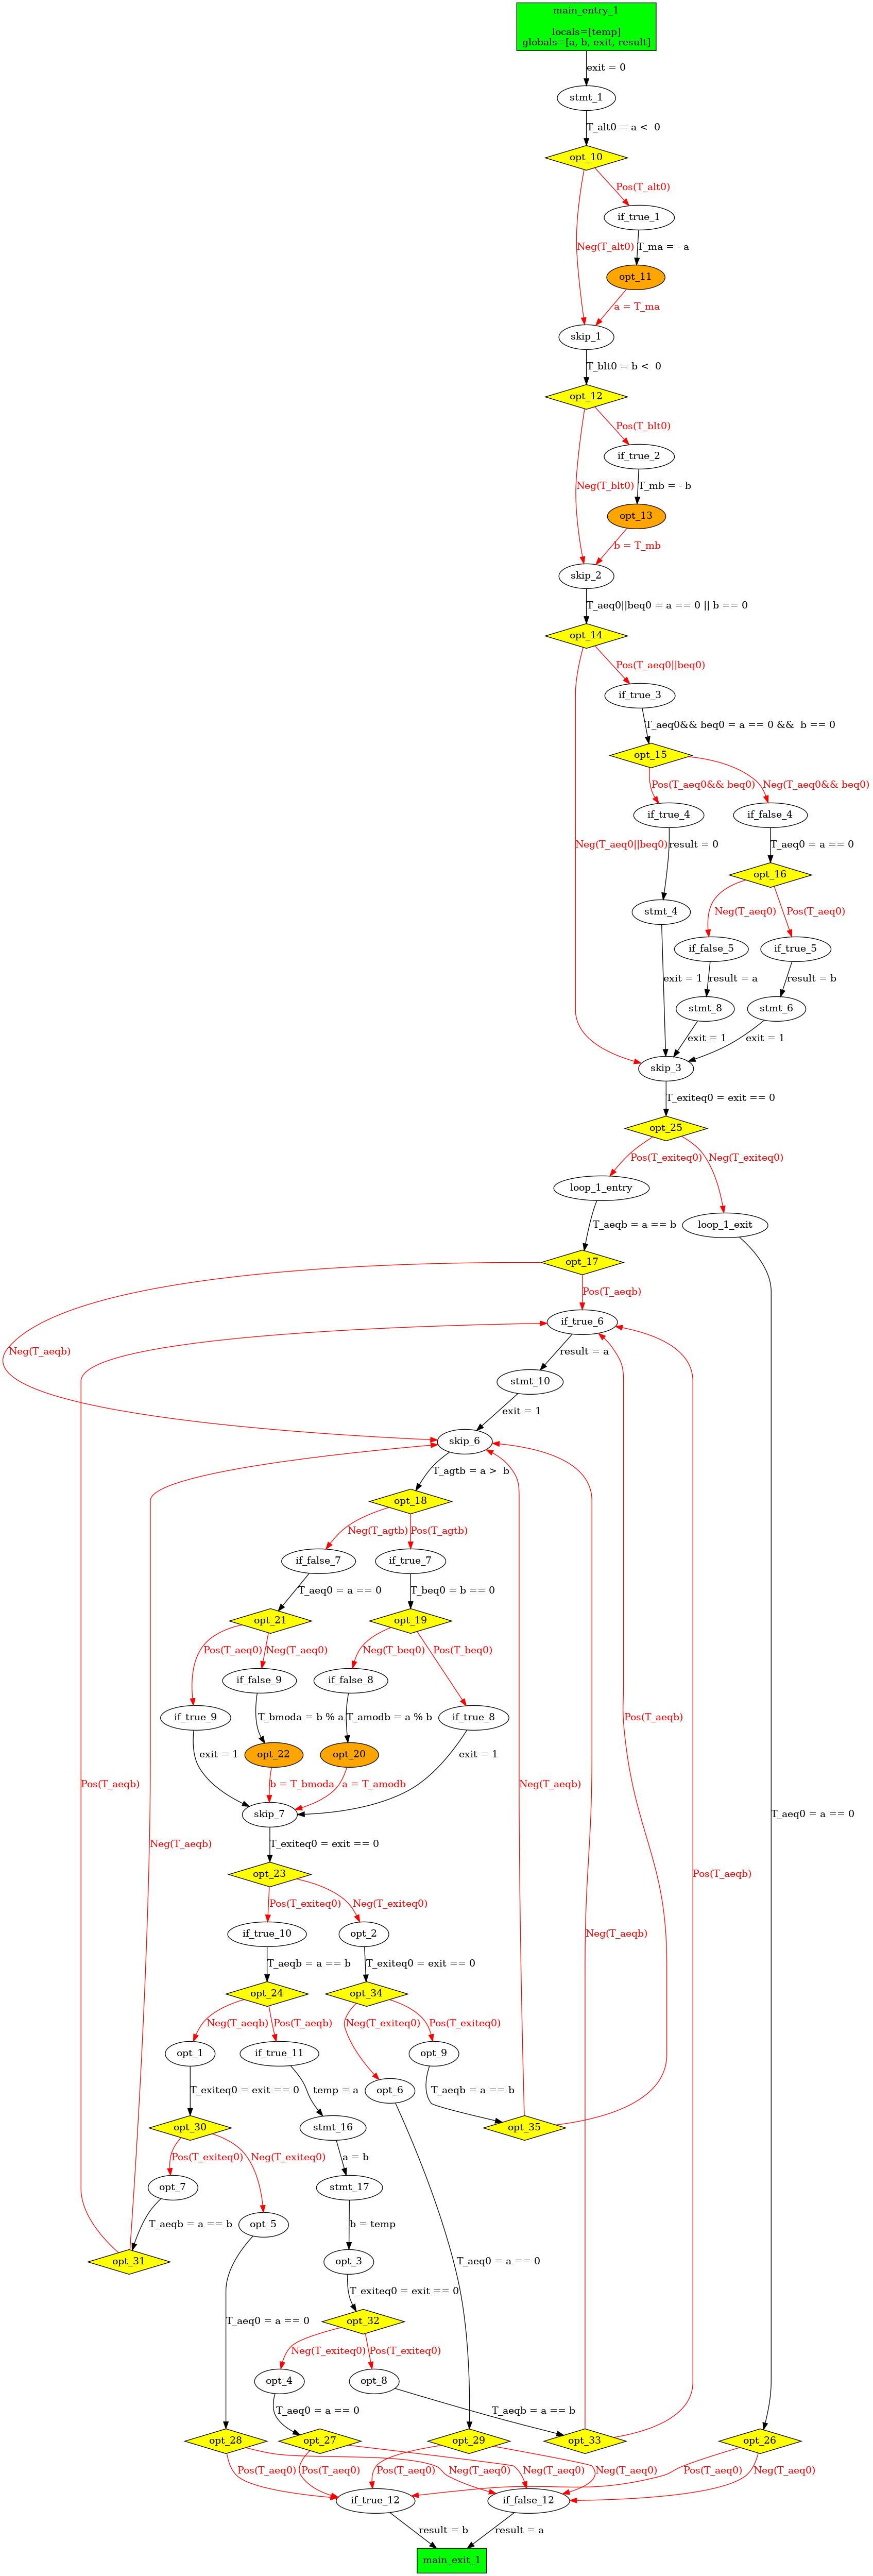 main_entry_1
locals=[temp]
globals=[a, b, exit, result]
exit = 0
stmt_1
T_alt0 = a < 0
opt_10
Pos(T_alt0)
if_true_1
Neg(T_alt0)
T_ma = - a
opt_11
a = T_ma
skip_1
T_blt0 = b < 0
opt_12
Pos(T_blt0)
if_true_2
Neg(T_blt0)
T_mb = - b
opt_13
b = T_mb
skip_2
T_aeq0||beq0 = a == 0 || b == 0
opt_14
Pos(T_aeq0||beq0)
if_true_3
T_aeq0&& beq0 = a == 0 && b == 0
opt_15
Pos(T_aeq0&& beq0)
Neg(T_aeq0&& beq0)
if_true_4
if_false_4
Neg(T_aeq0||beq0)
result = 0
T_aeq0 = a == 0
opt_16
stmt_4
Neg(T_aeq0)
Pos(T_aeq0)
if_false_5
if_true_5
exit = 1
result = a
result = b
stmt_8
stmt_6
exit = 1
exit = 1
skip_3
T_exiteq0 = exit == 0
opt_25
Pos(T_exiteq0)
Neg(T_exiteq0)
loop_1_entry
loop_1_exit
T_aeqb = a == b
opt_17
Pos(T_aeqb)
if_true_6
Neg(T_aeqb)
result = a
stmt_10
exit = 1
skip_6
T_agtb = a > b
opt_18
Neg(T_agtb)
Pos(T_agtb)
if_false_7
if_true_7
T_aeq0 = a == 0
T_beq0 = b == 0
opt_21
opt_19
Pos(T_aeq0)
Neg(T_aeq0)
Neg(T_beq0)
Pos(T_beq0)
if_false_9
if_false_8
if_true_9
T_bmoda = b % a
T_amodb = a % b
if_true_8
Pos(T_aeqb)
exit = 1
opt_22
opt_20
exit = 1
Pos(T_aeqb)
b = T_bmoda
a = T_amodb
Neg(T_aeqb)
skip_7
T_aeq0 = a == 0
Neg(T_aeqb)
T_exiteq0 = exit == 0
opt_23
Pos(T_aeqb)
Pos(T_exiteq0)
Neg(T_exiteq0)
if_true_10
opt_2
Neg(T_aeqb)
T_aeqb = a == b
T_exiteq0 = exit == 0
opt_24
opt_34
Neg(T_aeqb)
Pos(T_aeqb)
Neg(T_exiteq0)
Pos(T_exiteq0)
opt_1
if_true_11
opt_9
T_exiteq0 = exit == 0
temp = a
opt_6
T_aeqb = a == b
opt_30
stmt_16
opt_35
Pos(T_exiteq0)
Neg(T_exiteq0)
a = b
opt_7
stmt_17
T_aeqb = a == b
opt_5
b = temp
opt_31
opt_3
T_aeq0 = a == 0
T_exiteq0 = exit == 0
T_aeq0 = a == 0
opt_32
Neg(T_exiteq0)
Pos(T_exiteq0)
opt_4
opt_8
T_aeq0 = a == 0
T_aeqb = a == b
opt_28
opt_27
opt_29
opt_33
opt_26
Pos(T_aeq0)
Pos(T_aeq0)
Pos(T_aeq0)
Neg(T_aeq0)
Neg(T_aeq0)
Neg(T_aeq0)
Pos(T_aeq0)
Neg(T_aeq0)
if_true_12
if_false_12
result = b
result = a
main_exit_1